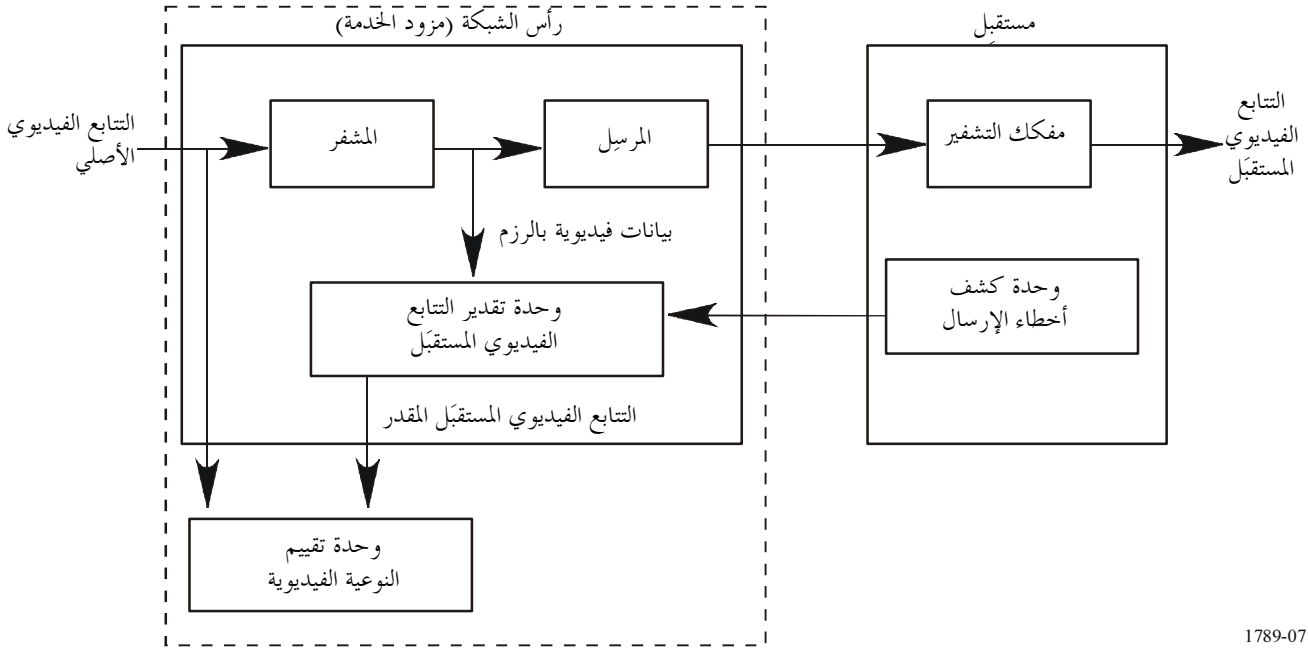 رأس الشبكة (مزود الخدمة)
مستقبِل
التتابع الفيديوي
الأصلي
المشفر
المرسِل
مفكك التشفير
التتابع
الفيديوي
المستقبَل
بيانات فيديوية بالرزم
وحدة تقدير التتابع
الفيديوي المستقبَل
وحدة كشف
أخطاء الإرسال
التتابع الفيديوي المستقبَل المقدر
وحدة تقييم
النوعية الفيديوية
1789-07